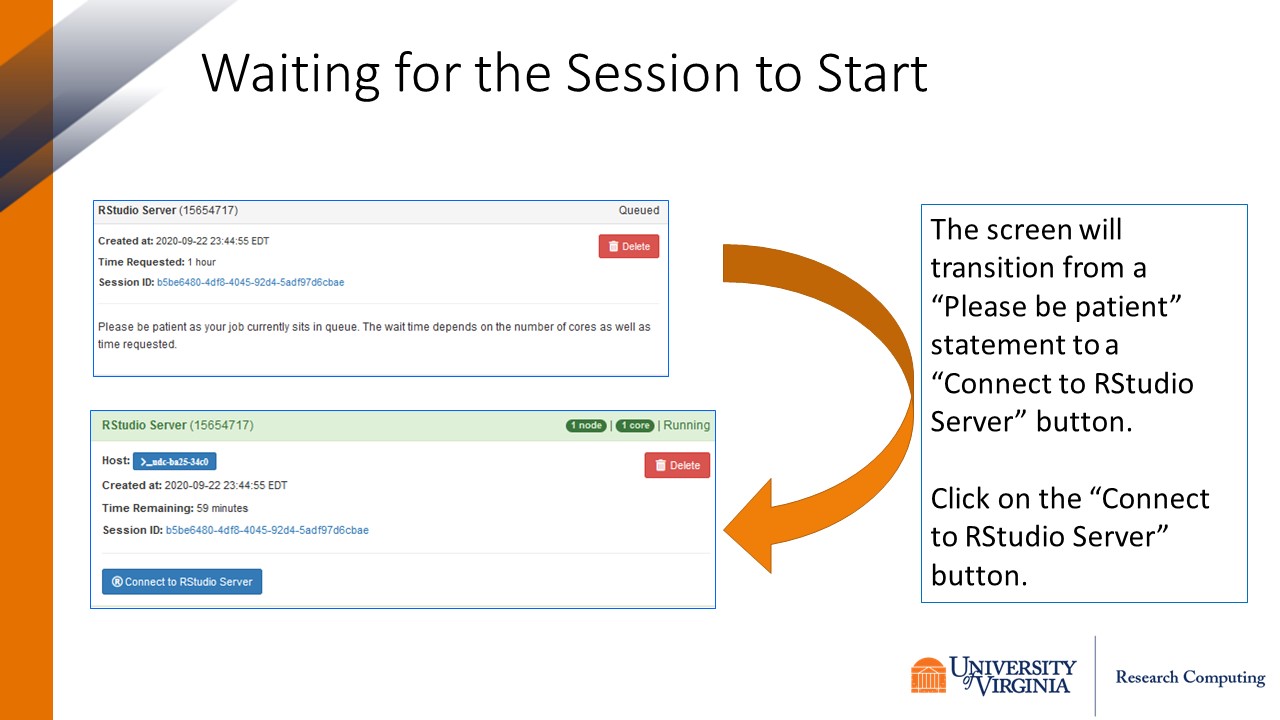 Waiting for the Session to Start
RStudio Server (15654717) Queued
Created at: 2020-09-22 23:44:55 EDT
Delete
Time Requested: 1 hour
Session ID: b5be6480-4df8-4045-92d4-5adf97d6cbae
Please be patient as your job currently sits in queue. The wait time depends on the number of cores as well as
time requested.
RStudio Server (15654717) 1 node | 1 core | Running
Host: >_udc-ba25-34c0
Delete
Created at: 2020-09-22 23:44:55 EDT
Time Remaining: 59 minutes
Session ID: b5be6480-4df8-4045-92d4-5adf97d6cbae
Connect to RStudio Server
The screen will
transition from a
“Please be patient”
statement to a
“Connect to RStudio
Server” button.
Click on the “Connect
to RStudio Server”
button.
UNIVERSITY
of VIRGINIA
Research Computing